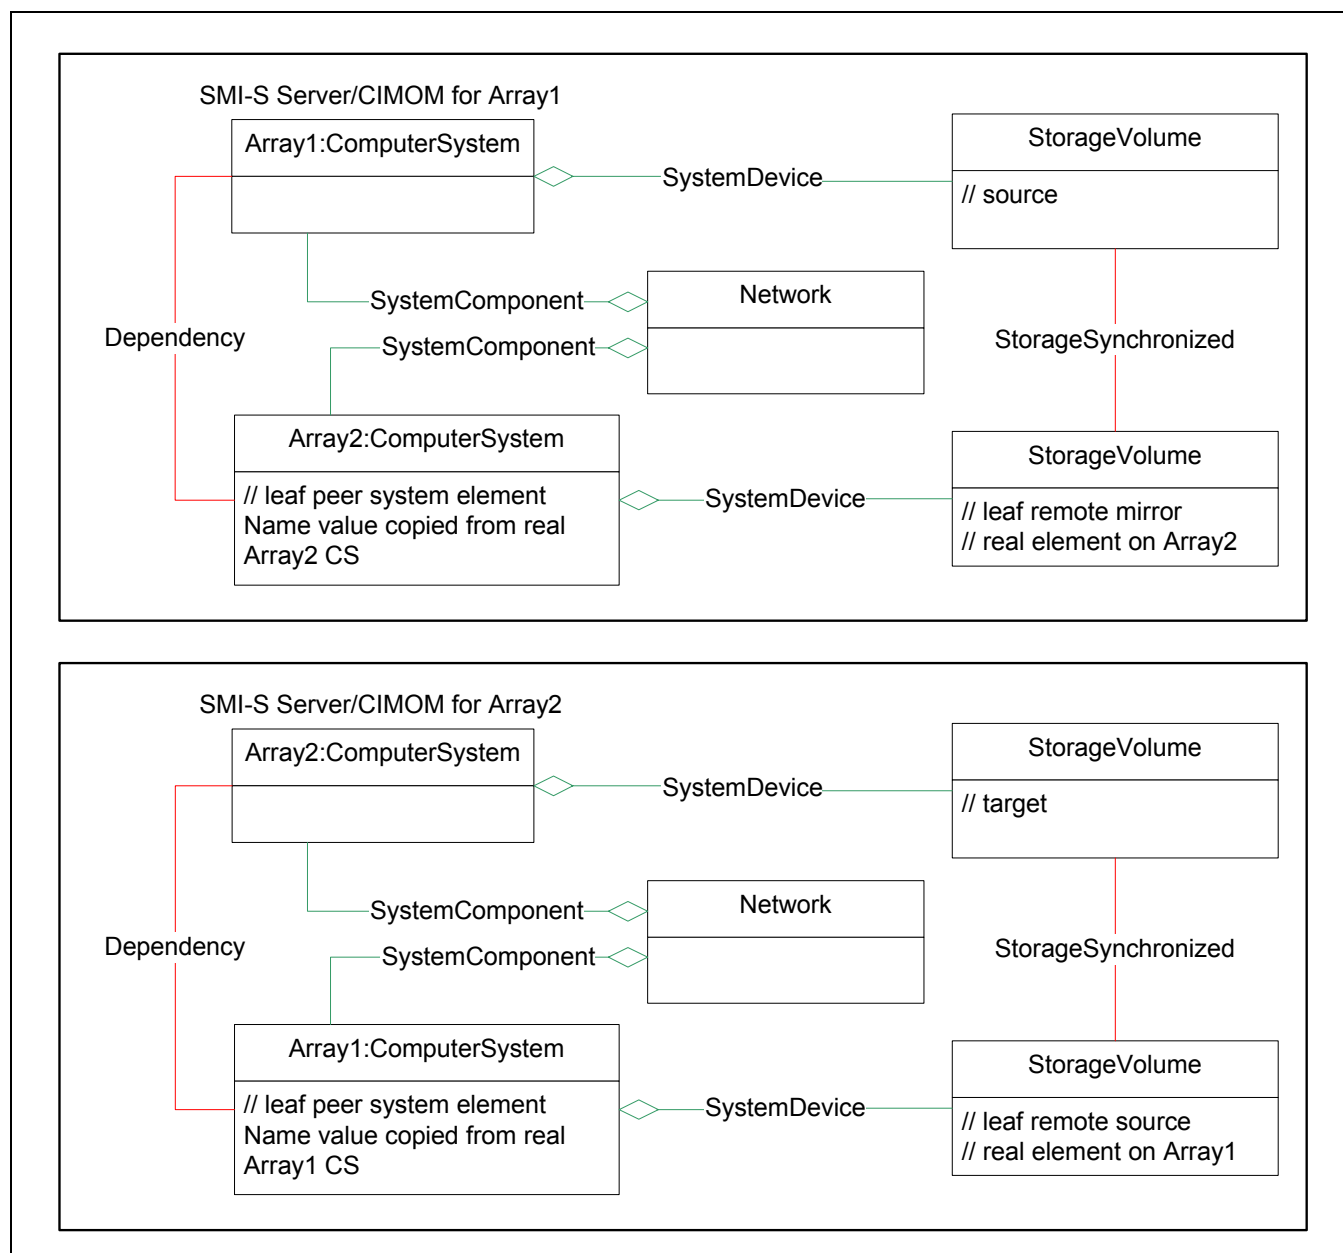 SMI-S Server/CIMOM for Array1
Array1:ComputerSystem
StorageVolume
SystemDevice
// source
SystemComponent
Network
Dependency
SystemComponent
StorageSynchronized
Array2:ComputerSystem
StorageVolume
// leaf peer system element
Name value copied from real
Array2 CS
SystemDevice
// leaf remote mirror
// real element on Array2
SMI-S Server/CIMOM for Array2
Array2:ComputerSystem
StorageVolume
SystemDevice
// target
SystemComponent
Network
Dependency
SystemComponent
StorageSynchronized
Array1:ComputerSystem
StorageVolume
// leaf peer system element
Name value copied from real
Array1 CS
SystemDevice
// leaf remote source
// real element on Array1